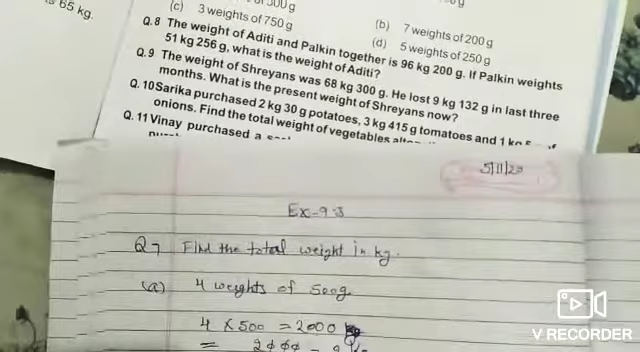 65 kg.
(c) 3 weights of 750 g
(b) 7 weights of 200 g
(d) 5 weights of 250 g
Q.8 The weight of Aditi and Palkin together is 96 kg 200 g. If Palkin weights
51 kg 256 g, what is the weight of Aditi?
Q.9 The weight of Shreyans was 68 kg 300 g. He lost 9 kg 132 g in last three
months. What is the present weight of Shreyans now?
Q.10 Sarika purchased 2 kg 30 g potatoes, 3 kg 415 g tomatoes and 1 kg
onions. Find the total weight of vegetables
Q.11 Vinay purchased a
5/11/20
Ex-9.3
Q7 Find the total weight in kg.
(a) 4 weights of 500g
4 x 500 = 2000
=
V RECORDER